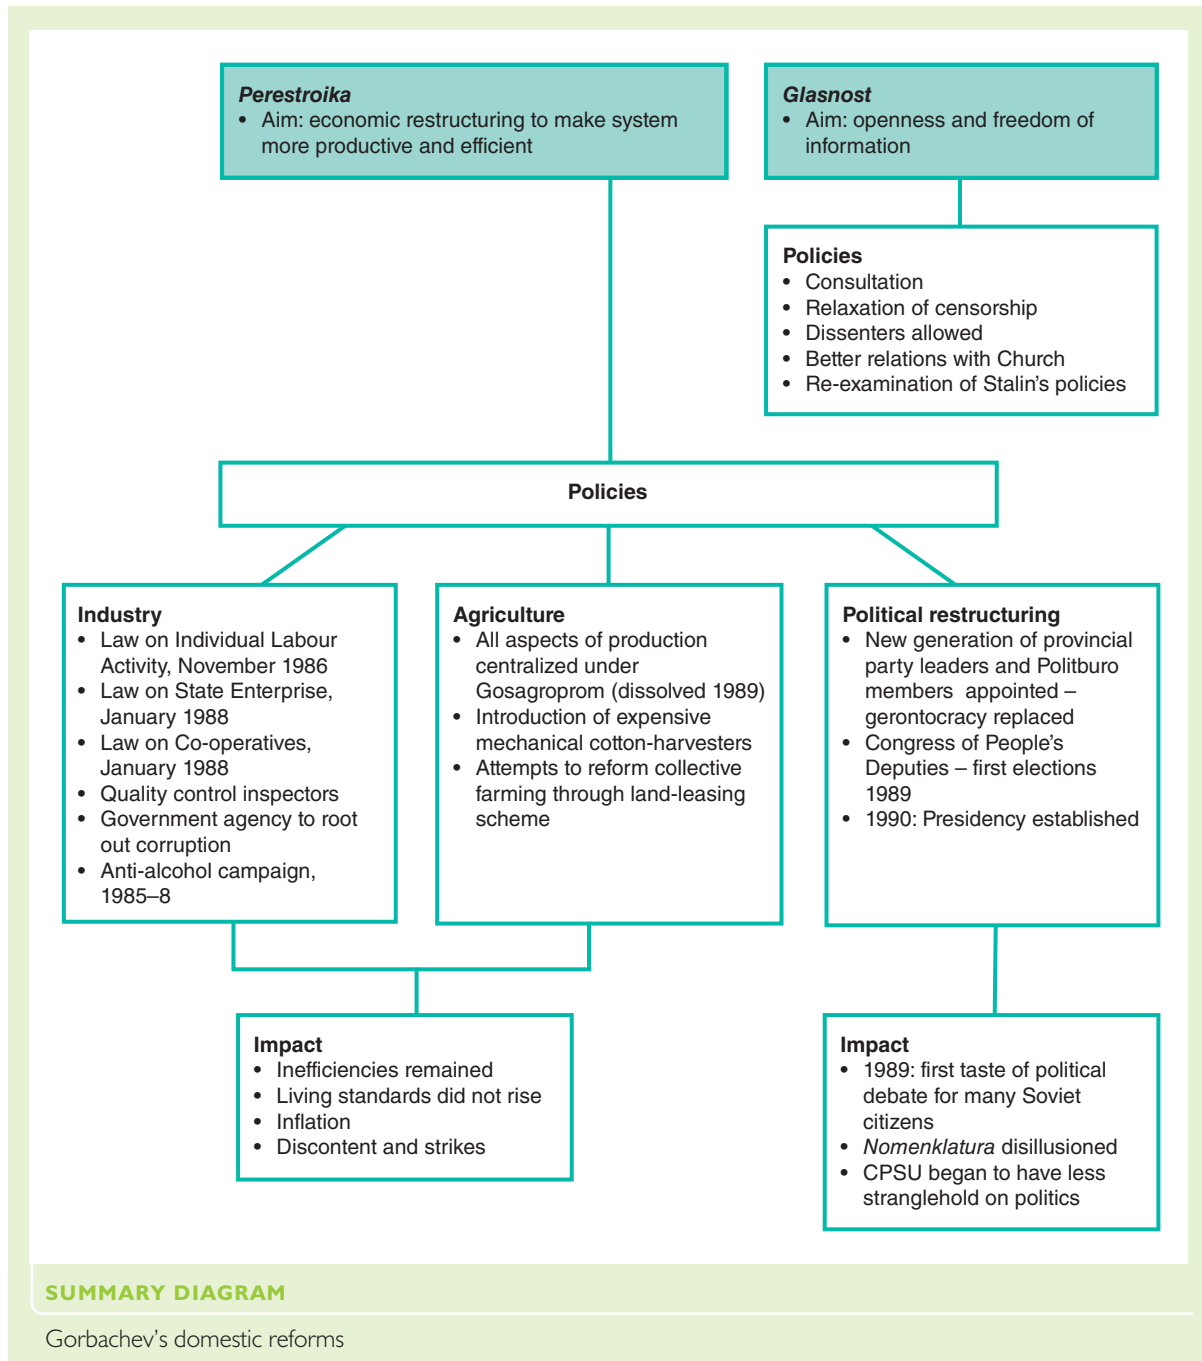 Perestroika
• Aim: economic restructuring to make system
more productive and efficient
Glasnost
• Aim: openness and freedom of
information
Policies
• Consultation
• Relaxation of censorship
• Dissenters allowed
• Better relations with Church
• Re-examination of Stalin's policies
Policies
Industry
• Law on Individual Labour
Activity, November 1986
• Law on State Enterprise,
January 1988
• Law on Co-operatives,
January 1988
• Quality control inspectors
• Government agency to root
out corruption
• Anti-alcohol campaign,
1985–8
Agriculture
• All aspects of production
centralized under
Gosagroprom (dissolved 1989)
• Introduction of expensive
mechanical cotton-harvesters
• Attempts to reform collective
farming through land-leasing
scheme
Political restructuring
• New generation of provincial
party leaders and Politburo
members appointed –
gerontocracy replaced
• Congress of People's
Deputies – first elections
1989
• 1990: Presidency established
Impact
• Inefficiencies remained
• Living standards did not rise
• Inflation
• Discontent and strikes
Impact
• 1989: first taste of political
debate for many Soviet
citizens
• Nomenklatura disillusioned
• CPSU began to have less
stranglehold on politics
SUMMARY DIAGRAM
Gorbachev's domestic reforms